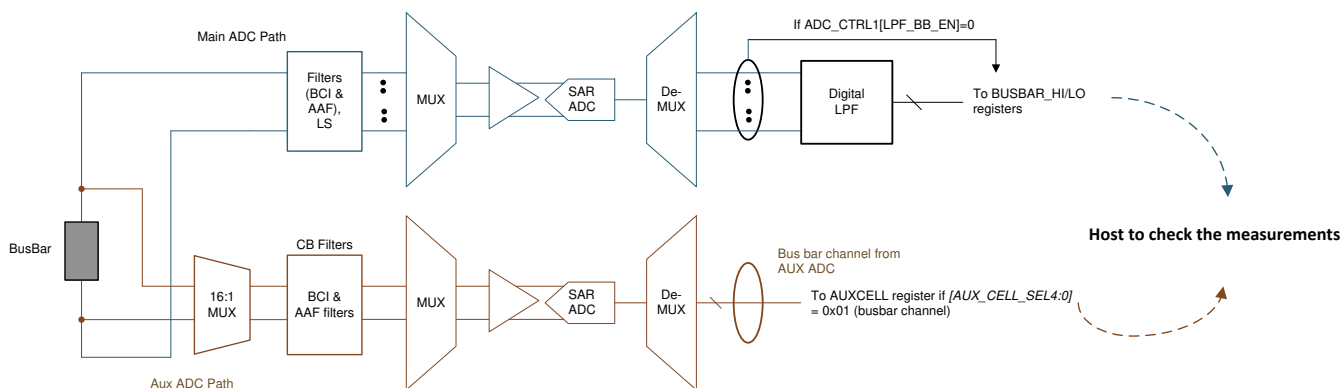 If ADC_CTRL1[LPF_BB_EN]=0
Main ADC Path
Filters
(BCI &
AAF),
LS
MUX
SAR
ADC
De-
MUX
Digital
LPF
To BUSBAR_HI/LO
registers
BusBar
CB Filters
16:1
MUX
BCI &
AAF filters
MUX
SAR
ADC
De-
MUX
Bus bar channel from
AUX ADC
To AUXCELL register if [AUX_CELL_SEL4:0]
= 0x01 (busbar channel)
Host to check the measurements
Aux ADC Path